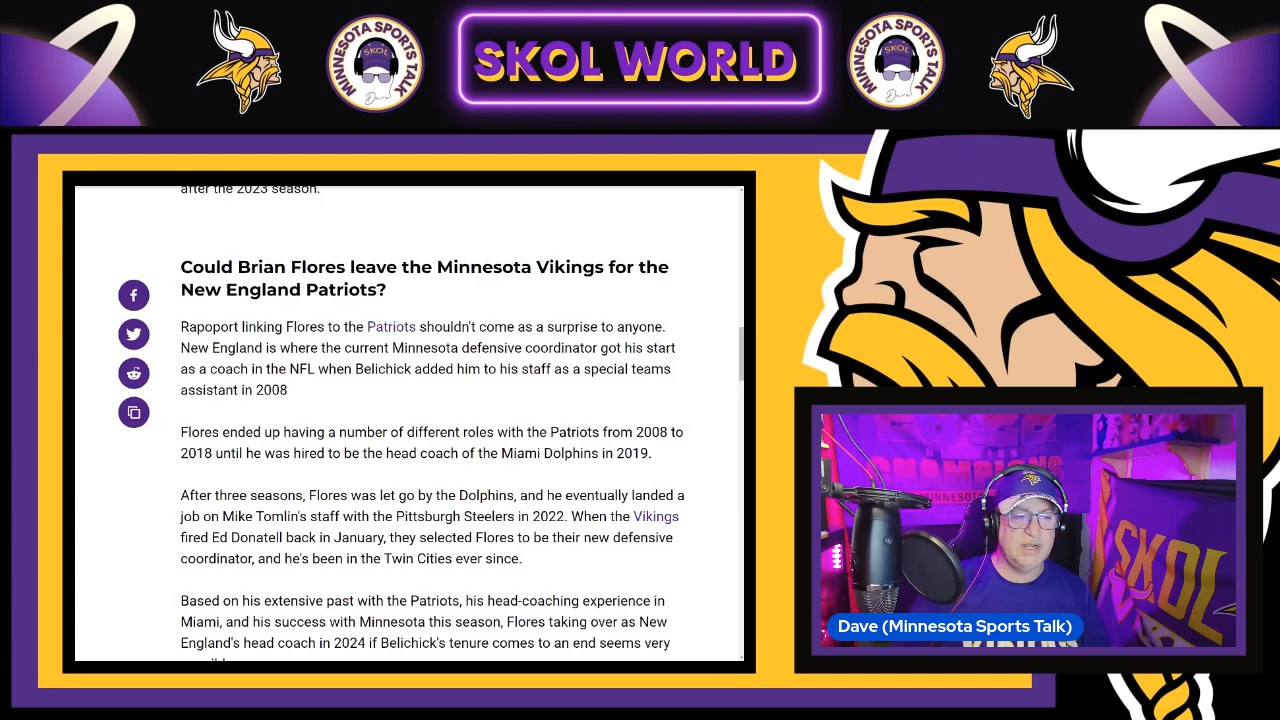 MINNESOTA SPORTS TALK
SKOL
Dave
SKOL WORLD
MINNESOTA SPORTS TALK
SKOL
Dave
after the 2023 season.
Could Brian Flores leave the Minnesota Vikings for the
New England Patriots?
Rapoport linking Flores to the Patriots shouldn't come as a surprise to anyone.
New England is where the current Minnesota defensive coordinator got his start
as a coach in the NFL when Belichick added him to his staff as a special teams
assistant in 2008
Flores ended up having a number of different roles with the Patriots from 2008 to
2018 until he was hired to be the head coach of the Miami Dolphins in 2019.
After three seasons, Flores was let go by the Dolphins, and he eventually landed a
job on Mike Tomlin's staff with the Pittsburgh Steelers in 2022. When the Vikings
fired Ed Donatell back in January, they selected Flores to be their new defensive
coordinator, and he's been in the Twin Cities ever since.
Based on his extensive past with the Patriots, his head-coaching experience in
Miami, and his success with Minnesota this season, Flores taking over as New
England's head coach in 2024 if Belichick's tenure comes to an end seems very
CHAMPIONS
MINNESOTA
SKOL
Dave (Minnesota Sports Talk)